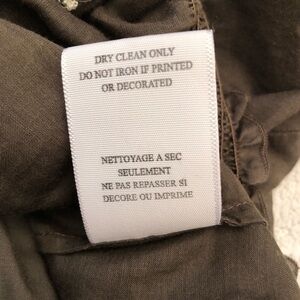 DRY CLEAN ONLY
DO NOT IRON IF PRINTED
OR DECORATED
NETTOYAGE A SEC
SEULEMENT
NE PAS REPASSER SI
DECORE OU IMPRIME